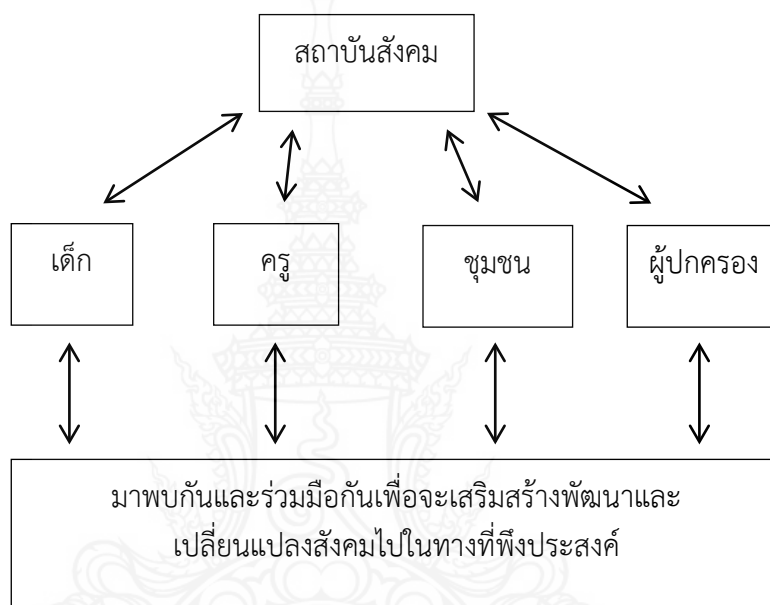 สถาบันสังคม
เด็ก
ครู
ชุมชน
ผู้ปกครอง
มาพบกันและร่วมมือกันเพื่อจะเสริมสร้างพัฒนาและ
เปลี่ยนแปลงสังคมไปในทางที่พึงประสงค์